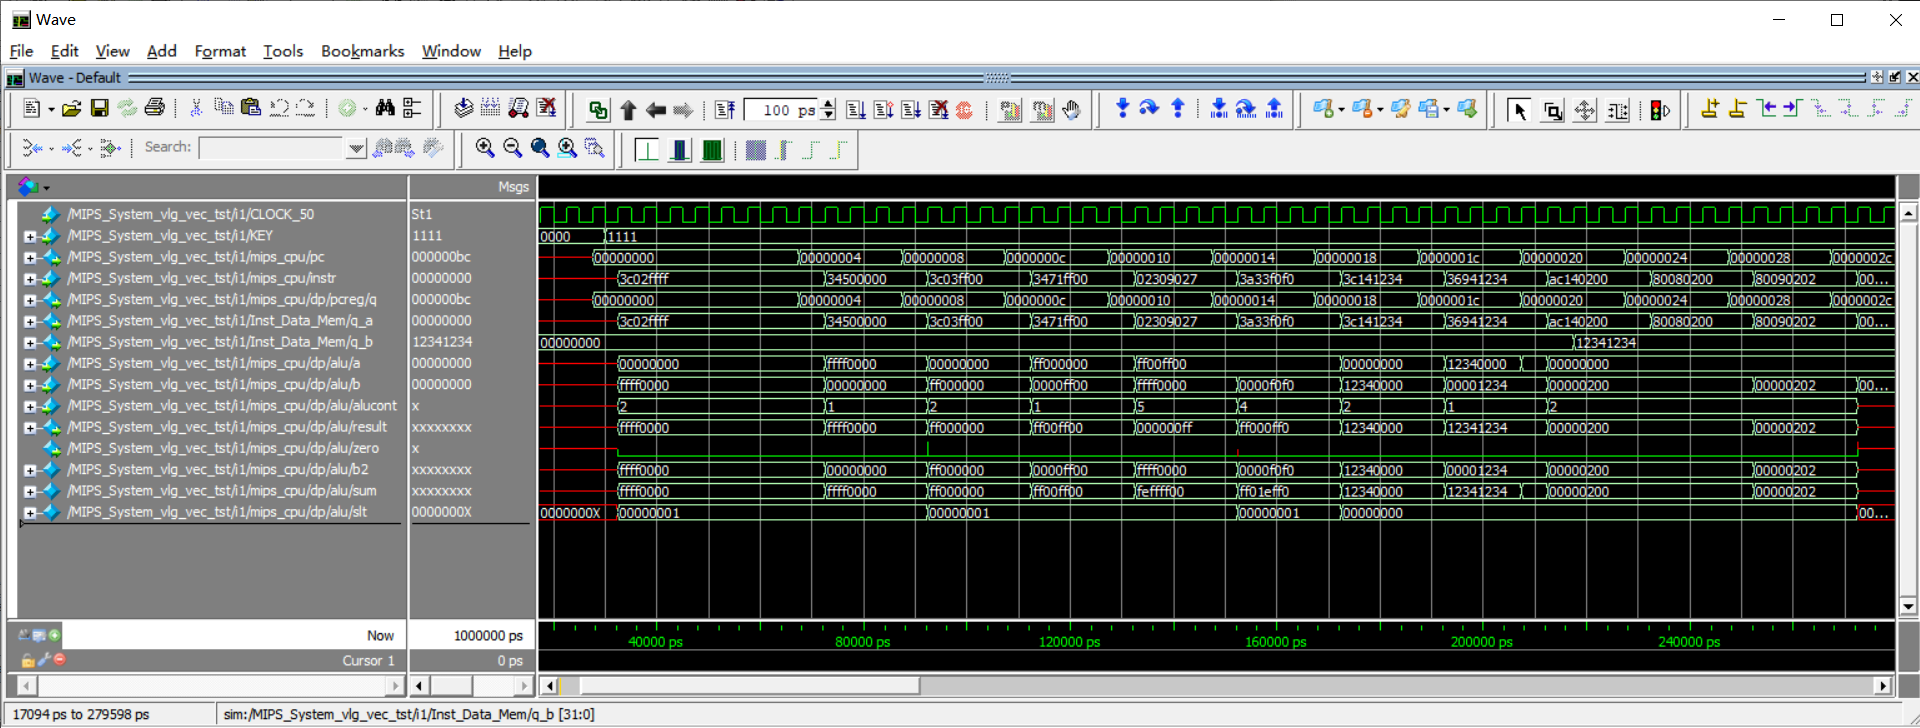 Wave
File Edit View Add Format Tools Bookmarks Window Help
Wave - Default
100 ps
Search:
Msgs
/MIPS_System_vlg_vec_tst/i1/CLOCK_50 St1
/MIPS_System_vlg_vec_tst/i1/KEY 1111 0000 1111
/MIPS_System_vlg_vec_tst/i1/mips_cpu/pc 000000bc 00000000 00000004 00000008 0000000c 00000010 00000014 00000018 0000001c 00000020 00000024 00000028 0000002c
/MIPS_System_vlg_vec_tst/i1/mips_cpu/instr 00000000 3c02ffff 34500000 3c03ff00 3471ff00 02309027 3a33f0f0 3c141234 36941234 ac140200 80080200 80090202 00...
/MIPS_System_vlg_vec_tst/i1/mips_cpu/dp/pcreg/q 000000bc 00000000 00000004 00000008 0000000c 00000010 00000014 00000018 0000001c 00000020 00000024 00000028 0000002c
/MIPS_System_vlg_vec_tst/i1/Inst_Data_Mem/q_a 00000000 3c02ffff 34500000 3c03ff00 3471ff00 02309027 3a33f0f0 3c141234 36941234 ac140200 80080200 80090202 00...
/MIPS_System_vlg_vec_tst/i1/Inst_Data_Mem/q_b 12341234 00000000 12341234
/MIPS_System_vlg_vec_tst/i1/mips_cpu/dp/alu/a 00000000 00000000 ffff0000 00000000 ff000000 ff00ff00 00000000 12340000 00000000
/MIPS_System_vlg_vec_tst/i1/mips_cpu/dp/alu/b 00000000 ffff0000 00000000 ff000000 0000ff00 ffff0000 0000f0f0 12340000 00001234 00000200 00000202 00...
/MIPS_System_vlg_vec_tst/i1/mips_cpu/dp/alu/alucont x 2 1 2 1 5 4 2 1 2
/MIPS_System_vlg_vec_tst/i1/mips_cpu/dp/alu/result xxxxxxxx ffff0000 ffff0000 ff000000 ff00ff00 000000ff ff000ff0 12340000 12341234 00000200 00000202
/MIPS_System_vlg_vec_tst/i1/mips_cpu/dp/alu/zero x
/MIPS_System_vlg_vec_tst/i1/mips_cpu/dp/alu/b2 xxxxxxxx ffff0000 00000000 ff000000 0000ff00 ffff0000 0000f0f0 12340000 00001234 00000200 00000202
/MIPS_System_vlg_vec_tst/i1/mips_cpu/dp/alu/sum xxxxxxxx ffff0000 ffff0000 ff000000 ff00ff00 feffff00 ff01eff0 12340000 12341234 00000200 00000202
/MIPS_System_vlg_vec_tst/i1/mips_cpu/dp/alu/slt 0000000X 0000000X 00000001 00000001 00000001 00000000 00...
Now 1000000 ps 40000 ps 80000 ps 120000 ps 160000 ps 200000 ps 240000 ps
Cursor 1 0 ps
17094 ps to 279598 ps sim:/MIPS_System_vlg_vec_tst/i1/Inst_Data_Mem/q_b [31:0]